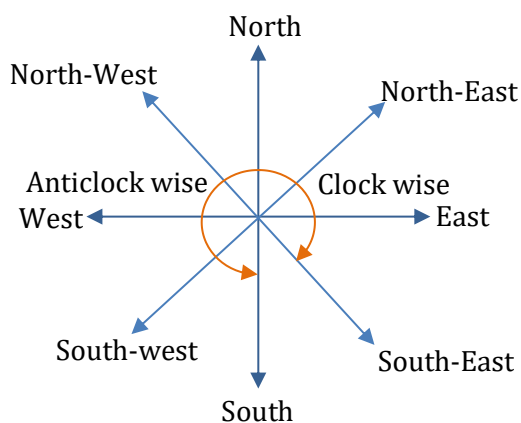 North
North-West
North-East
Anticlock wise
Clock wise
West
East
South-west
South-East
South